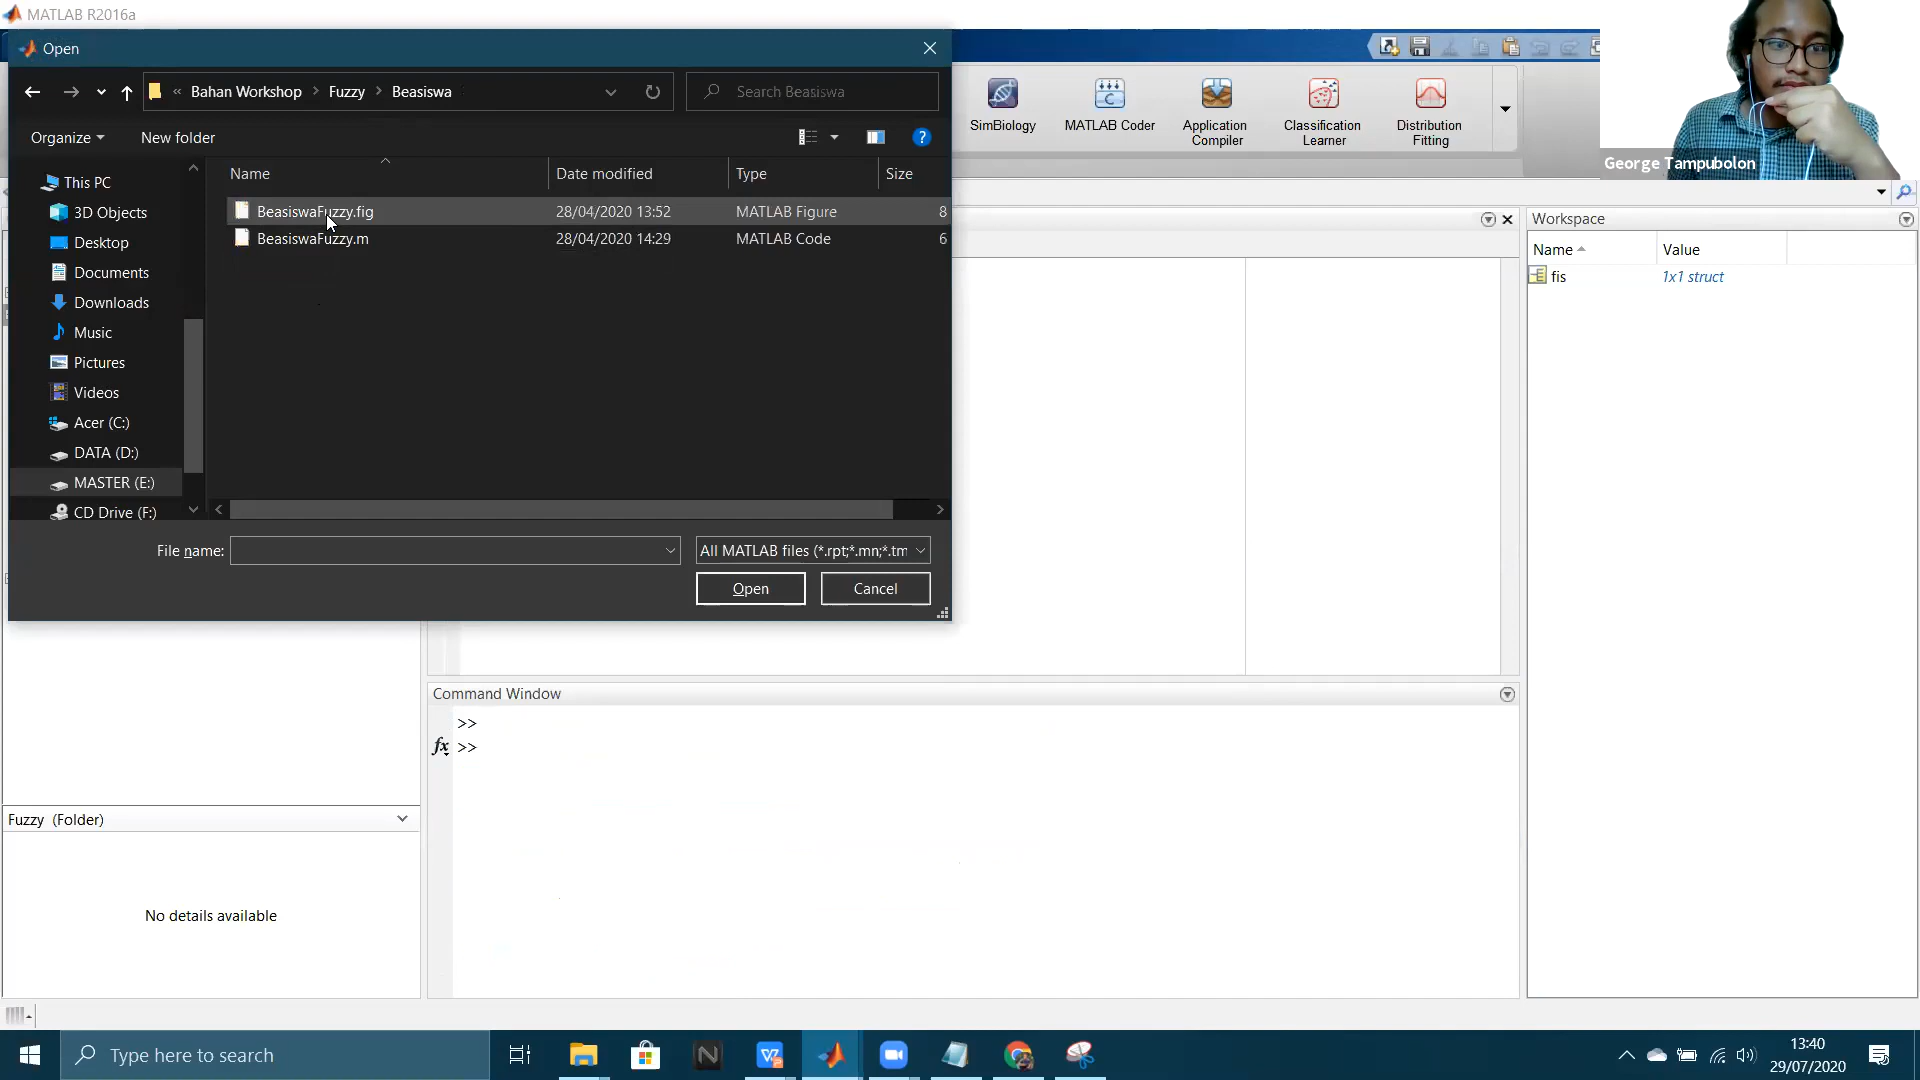 MATLAB R2016a
Open
« Bahan Workshop > Fuzzy > Beasiswa
Search Beasiswa
Organize
New folder
This PC
3D Objects
Desktop
Documents
Downloads
Music
Pictures
Videos
Acer (C:)
DATA (D:)
MASTER (E:)
CD Drive (F:)
Name Date modified Type Size
BeasiswaFuzzy.fig 28/04/2020 13:52 MATLAB Figure 8
BeasiswaFuzzy.m 28/04/2020 14:29 MATLAB Code 6
File name:
All MATLAB files (*.rpt;*.mn;*.tm
Open
Cancel
SimBiology
MATLAB Coder
Application Compiler
Classification Learner
Distribution Fitting
George Tampubolon
Workspace
Name Value
fis 1x1 struct
Command Window
>>
fx >>
Fuzzy (Folder)
No details available
Type here to search
13:40
29/07/2020